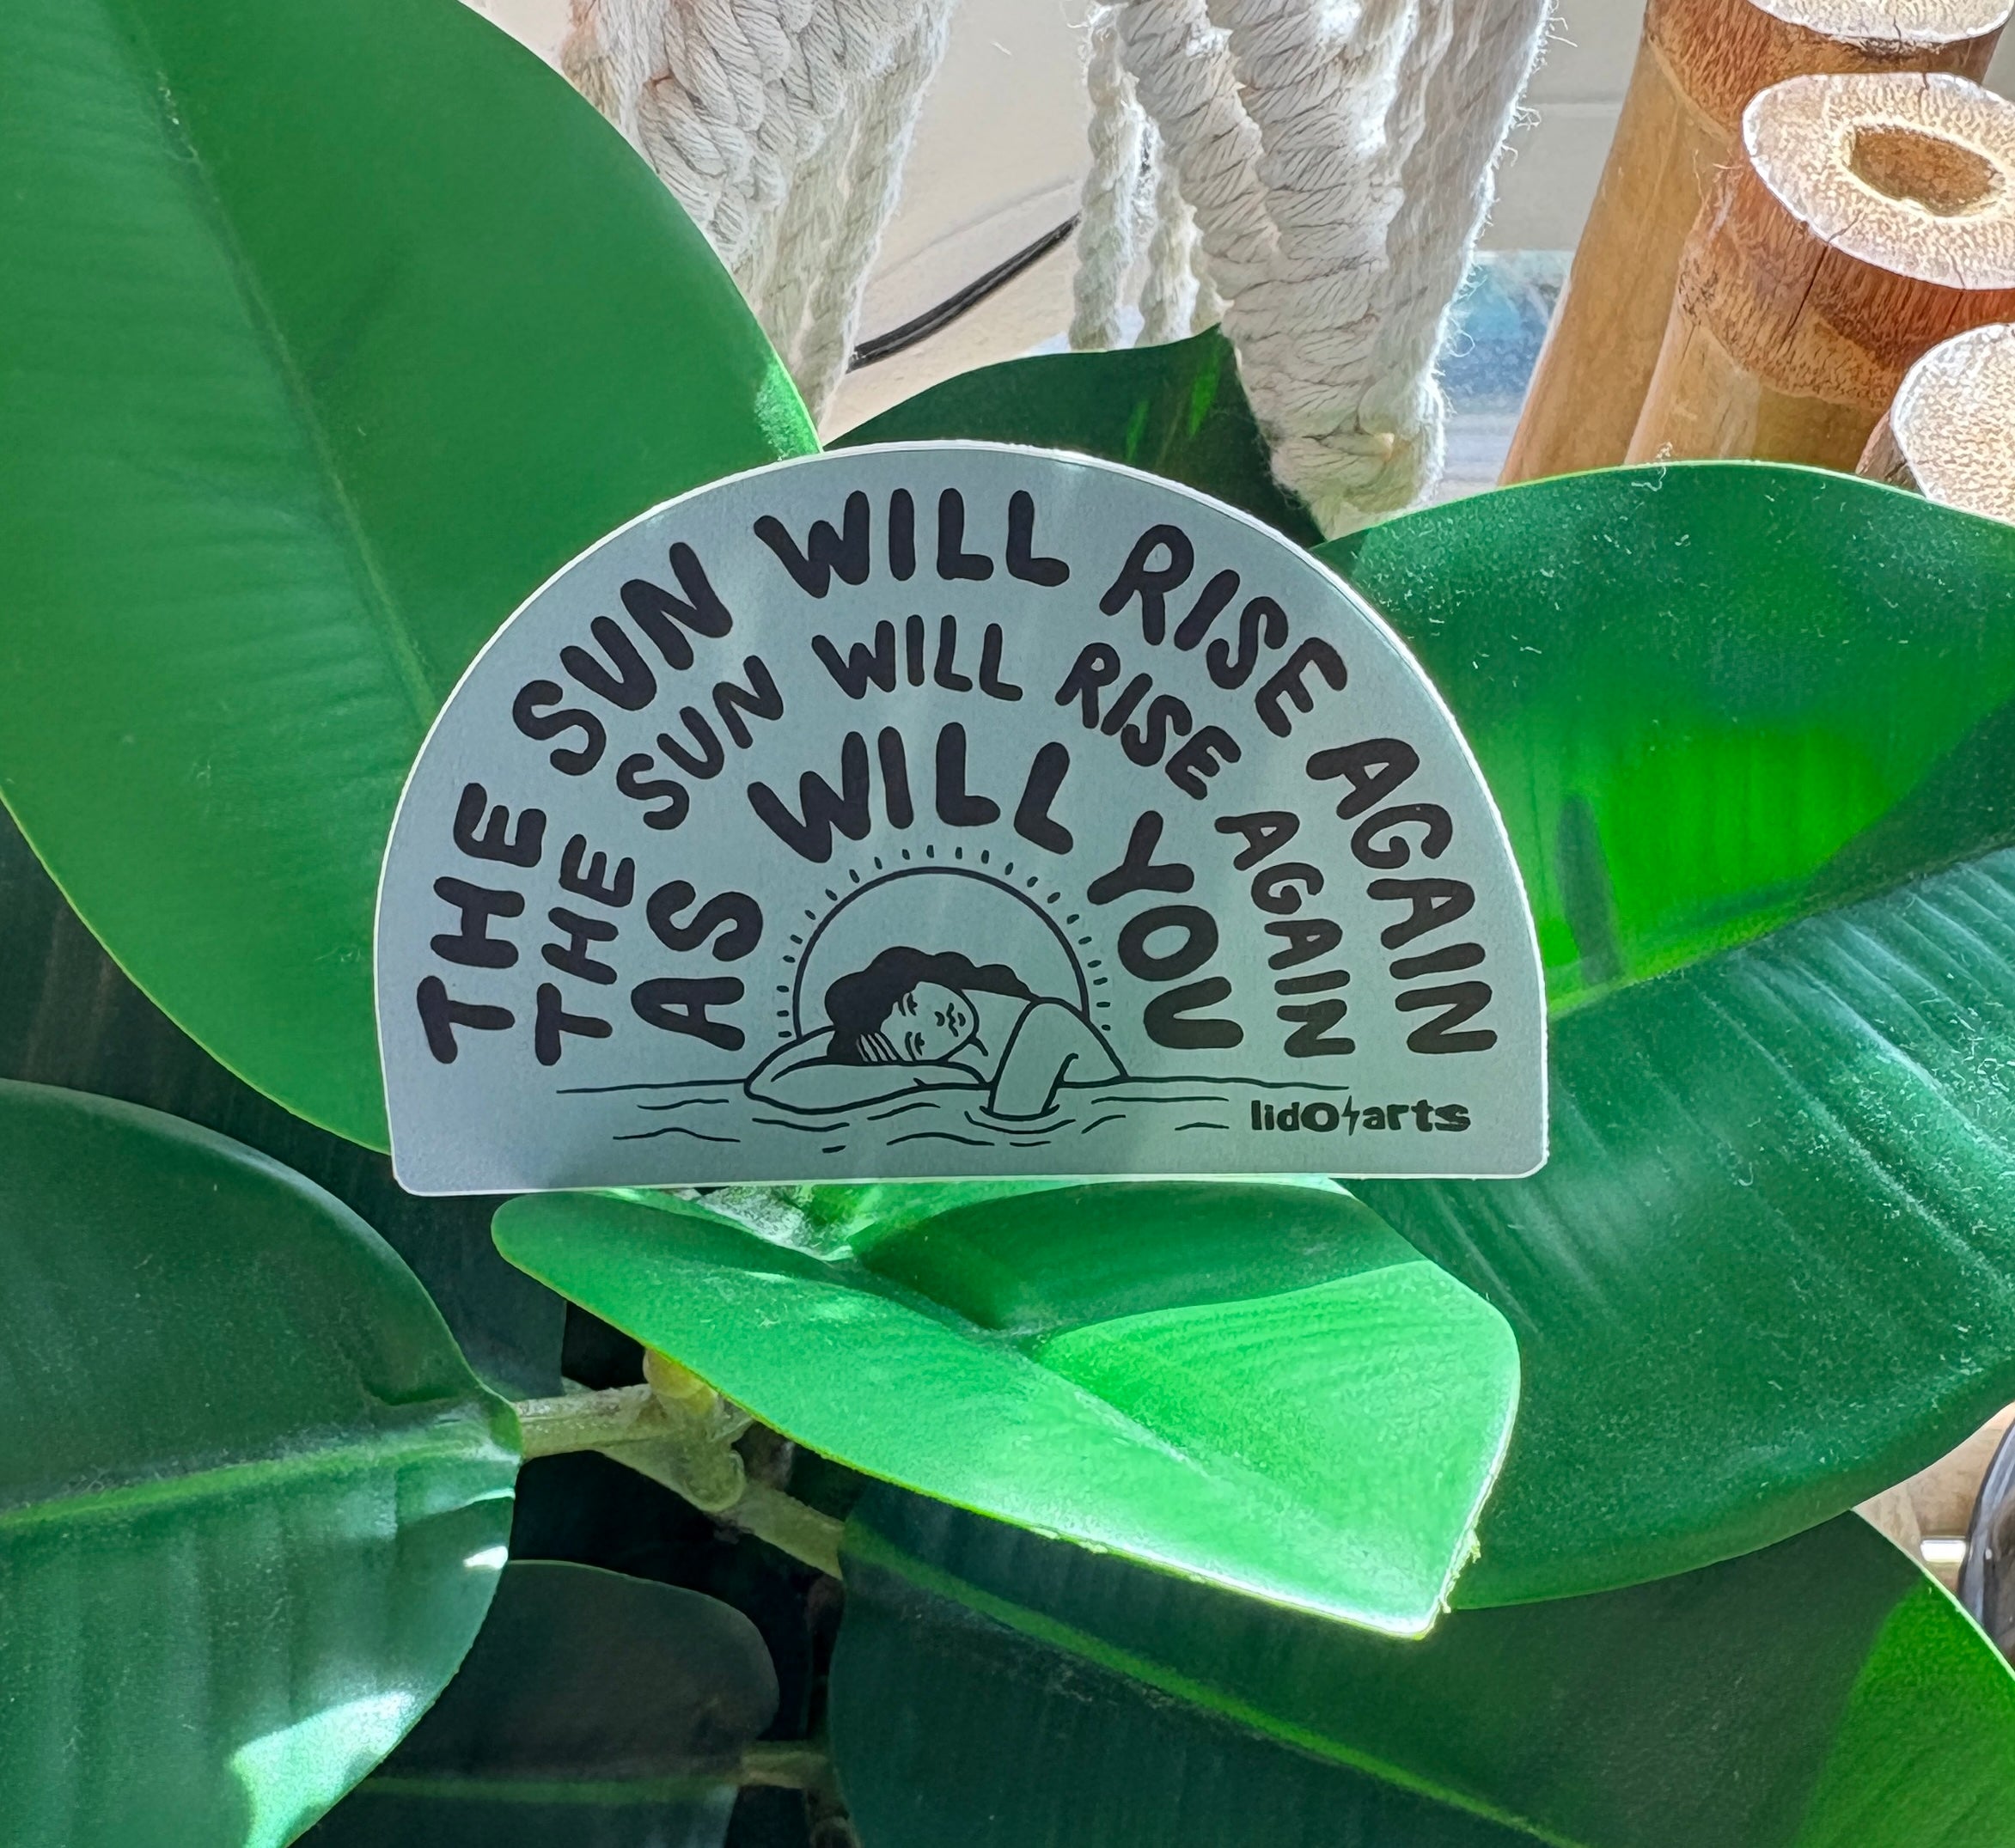 THE SUN WILL RISE AGAIN
THE SUN WILL RISE AGAIN
AS WILL YOU
lidO⚡arts